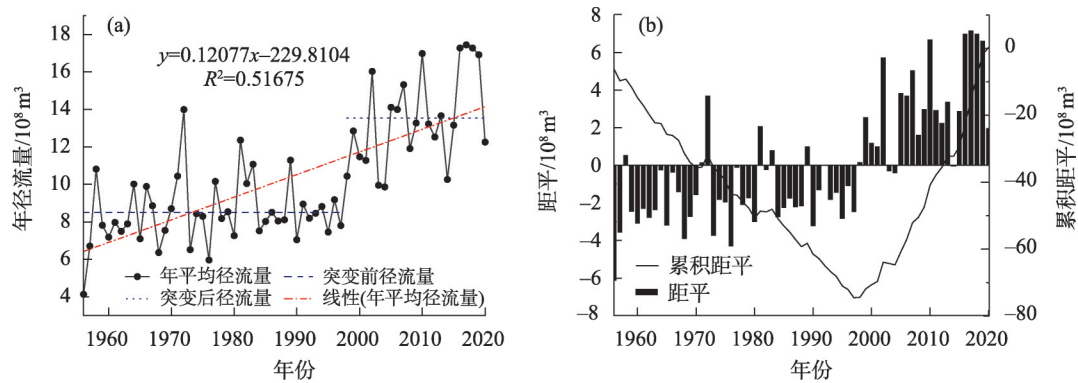 (a)
y=0.12077x−229.8104
R²=0.51675
18
16
14
12
10
8
6
4
年径流量/10⁸ m³
年平均径流量
突变前径流量
突变后径流量
线性(年平均径流量)
1960 1970 1980 1990 2000 2010 2020
年份
(b)
8
6
4
2
0
−2
−4
−6
−8
距平/10⁸ m³
0
−20
−40
−60
−80
累积距平/10⁸ m³
累积距平
距平
1960 1970 1980 1990 2000 2010 2020
年份